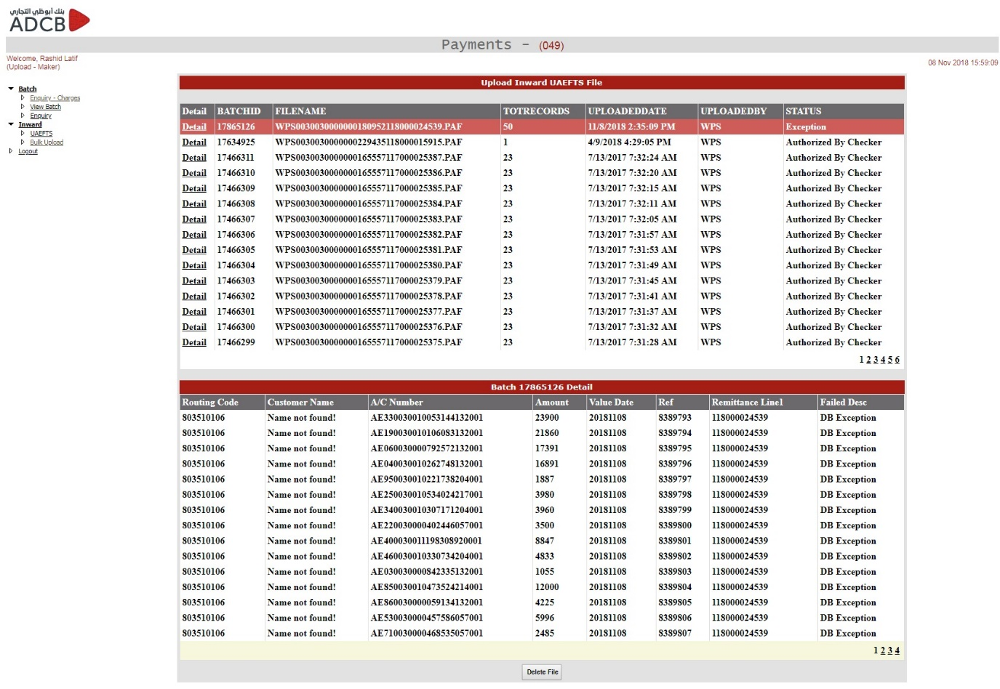 بنك أبوظبي التجاري
ADCB
Payments - (049)
Welcome, Rashid Latif
(Upload - Maker)
08 Nov 2018 15:59:09
Batch
Enquiry - Charges
View Batch
Enquiry
Inward
UAEFTS
Bulk Upload
Logout
Upload Inward UAEFTS File
Detail BATCHID FILENAME TOTRECORDS UPLOADEDDATE UPLOADEDBY STATUS
Detail 17865126 WPS0030030000000180952118000024539.PAF 50 11/8/2018 2:35:09 PM WPS Exception
Detail 17634925 WPS003003000000022943511800001 5915.PAF 1 4/9/2018 4:29:05 PM WPS Authorized By Checker
Detail 17466311 WPS0030030000000165557117000025387.PAF 23 7/13/2017 7:32:24 AM WPS Authorized By Checker
Detail 17466310 WPS0030030000000165557117000025386.PAF 23 7/13/2017 7:32:20 AM WPS Authorized By Checker
Detail 17466309 WPS0030030000000165557117000025385.PAF 23 7/13/2017 7:32:15 AM WPS Authorized By Checker
Detail 17466308 WPS0030030000000165557117000025384.PAF 23 7/13/2017 7:32:11 AM WPS Authorized By Checker
Detail 17466307 WPS0030030000000165557117000025383.PAF 23 7/13/2017 7:32:05 AM WPS Authorized By Checker
Detail 17466306 WPS0030030000000165557117000025382.PAF 23 7/13/2017 7:31:57 AM WPS Authorized By Checker
Detail 17466305 WPS0030030000000165557117000025381.PAF 23 7/13/2017 7:31:53 AM WPS Authorized By Checker
Detail 17466304 WPS0030030000000165557117000025380.PAF 23 7/13/2017 7:31:49 AM WPS Authorized By Checker
Detail 17466303 WPS0030030000000165557117000025379.PAF 23 7/13/2017 7:31:45 AM WPS Authorized By Checker
Detail 17466302 WPS0030030000000165557117000025378.PAF 23 7/13/2017 7:31:41 AM WPS Authorized By Checker
Detail 17466301 WPS0030030000000165557117000025377.PAF 23 7/13/2017 7:31:37 AM WPS Authorized By Checker
Detail 17466300 WPS0030030000000165557117000025376.PAF 23 7/13/2017 7:31:32 AM WPS Authorized By Checker
Detail 17466299 WPS0030030000000165557117000025375.PAF 23 7/13/2017 7:31:28 AM WPS Authorized By Checker
1 2 3 4 5 6
Batch 17865126 Detail
Routing Code Customer Name A/C Number Amount Value Date Ref Remittance Line1 Failed Desc
803510106 Name not found! AE330030010053144132001 23900 20181108 8389793 118000024539 DB Exception
803510106 Name not found! AE190030010106083132001 21860 20181108 8389794 118000024539 DB Exception
803510106 Name not found! AE060030000792572132001 17391 20181108 8389795 118000024539 DB Exception
803510106 Name not found! AE040030010262748132001 16891 20181108 8389796 118000024539 DB Exception
803510106 Name not found! AE950030010221738204001 1887 20181108 8389797 118000024539 DB Exception
803510106 Name not found! AE250030010534024217001 3980 20181108 8389798 118000024539 DB Exception
803510106 Name not found! AE340030010307171204001 3960 20181108 8389799 118000024539 DB Exception
803510106 Name not found! AE220030000402446057001 3500 20181108 8389800 118000024539 DB Exception
803510106 Name not found! AE400030011198308920001 8847 20181108 8389801 118000024539 DB Exception
803510106 Name not found! AE460030010330734204001 4833 20181108 8389802 118000024539 DB Exception
803510106 Name not found! AE030030000842335132001 1055 20181108 8389803 118000024539 DB Exception
803510106 Name not found! AE850030010473524214001 12000 20181108 8389804 118000024539 DB Exception
803510106 Name not found! AE860030000059134132001 4225 20181108 8389805 118000024539 DB Exception
803510106 Name not found! AE530030000457586057001 5996 20181108 8389806 118000024539 DB Exception
803510106 Name not found! AE710030000468535057001 2485 20181108 8389807 118000024539 DB Exception
1 2 3 4
Delete File